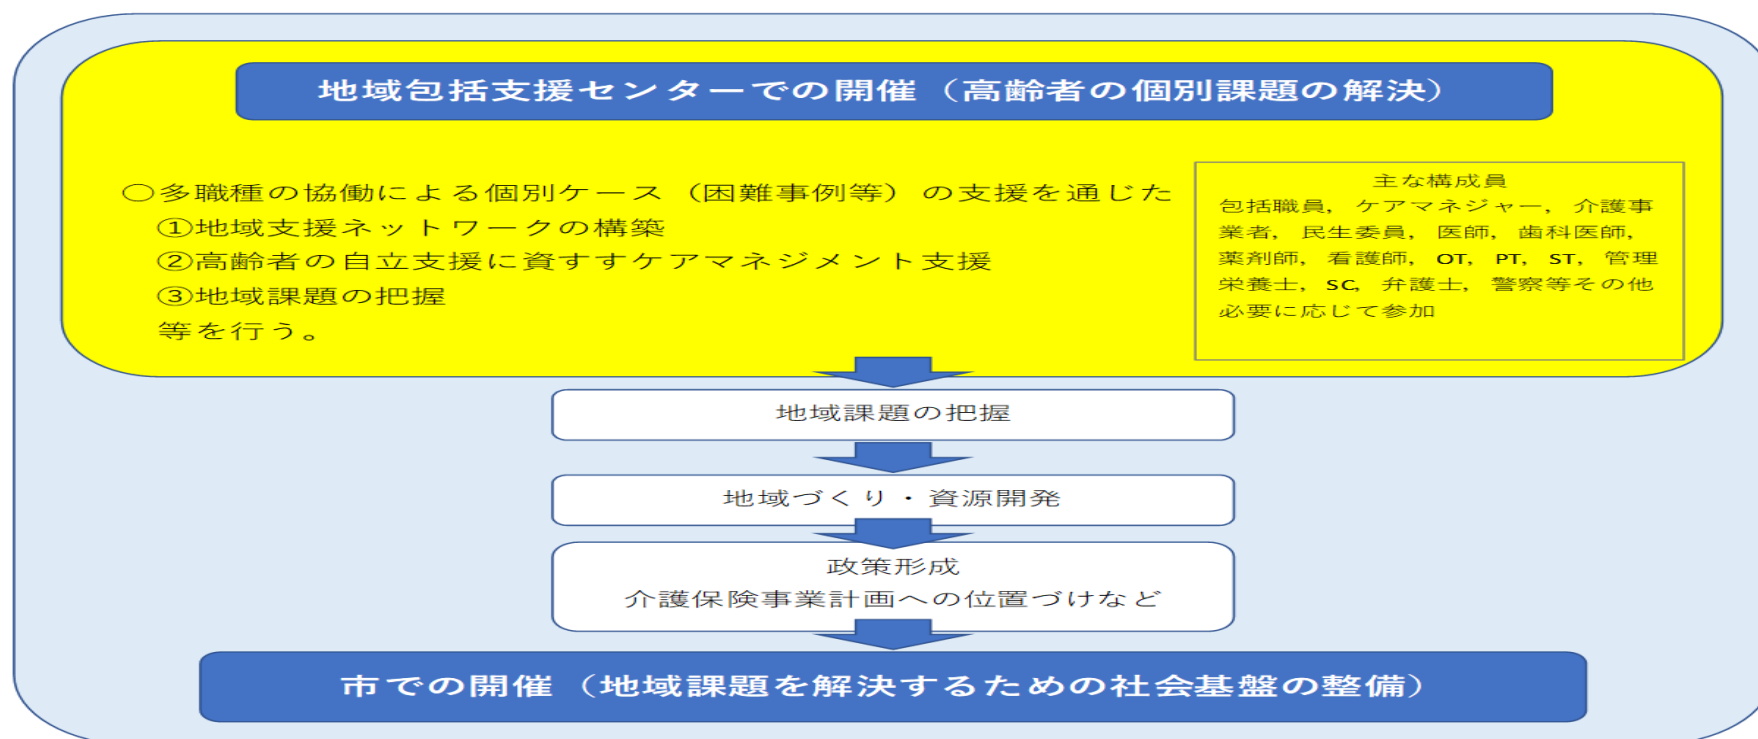 地域包括支援センターでの開催（高齢者の個別課題の解決）
○多職種の協働による個別ケース（困難事例等）の支援を通じた
①地域支援ネットワークの構築
②高齢者の自立支援に資すすケアマネジメント支援
③地域課題の把握
等を行う。
主な構成員
包括職員，ケアマネジャー，介護事
業者，民生委員，医師，歯科医師，
薬剤師，看護師，OT，PT，ST，管理
栄養士，SC，弁護士，警察等その他
必要に応じて参加
地域課題の把握
地域づくり・資源開発
政策形成
介護保険事業計画への位置づけなど
市での開催（地域課題を解決するための社会基盤の整備）